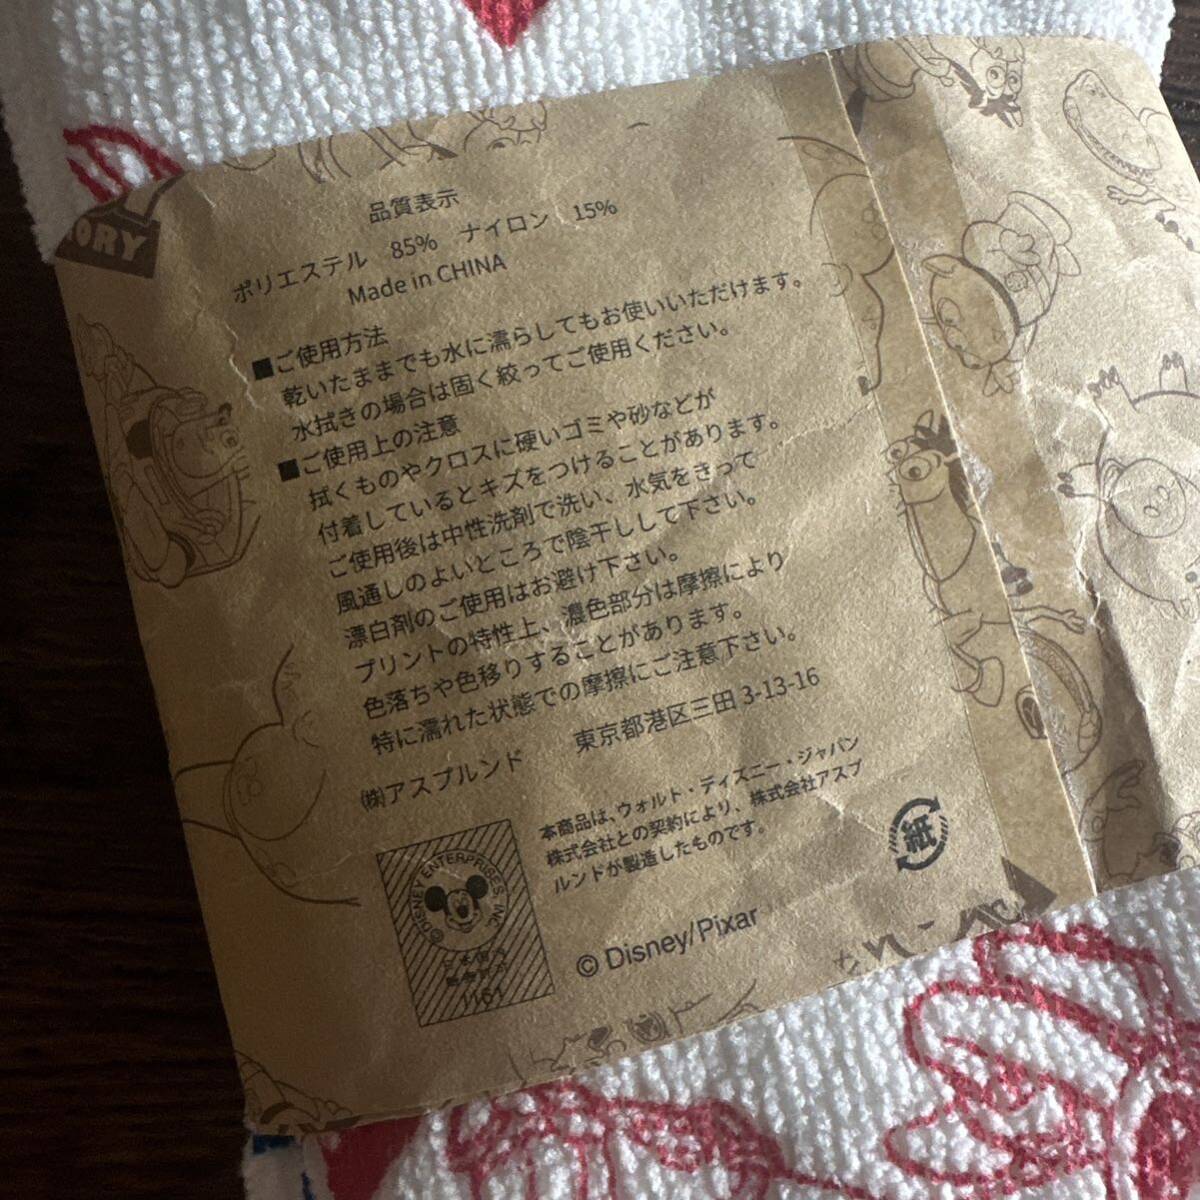 ORY
品質表示
ポリエステル 85% ナイロン 15%
Made in CHINA
■ご使用方法
乾いたままでも水に濡らしてもお使いいただけます。
水拭きの場合は固く絞ってご使用ください。
■ご使用上の注意
拭くものやクロスに硬いゴミや砂などが
付着しているとキズをつけることがあります。
ご使用後は中性洗剤で洗い、水気をきって
風通しのよいところで陰干しして下さい。
漂白剤のご使用はお避け下さい。
プリントの特性上、濃色部分は摩擦により
色落ちや色移りすることがあります。
特に濡れた状態での摩擦にご注意下さい。
㈱アスプルンド 東京都港区三田 3-13-16
本商品は、ウォルト・ディズニー・ジャパン
株式会社との契約により、株式会社アスプ
ルンドが製造したものです。
紙
©DISNEY ENTERPRISES, INC.
日本国内
1161
© Disney/Pixar